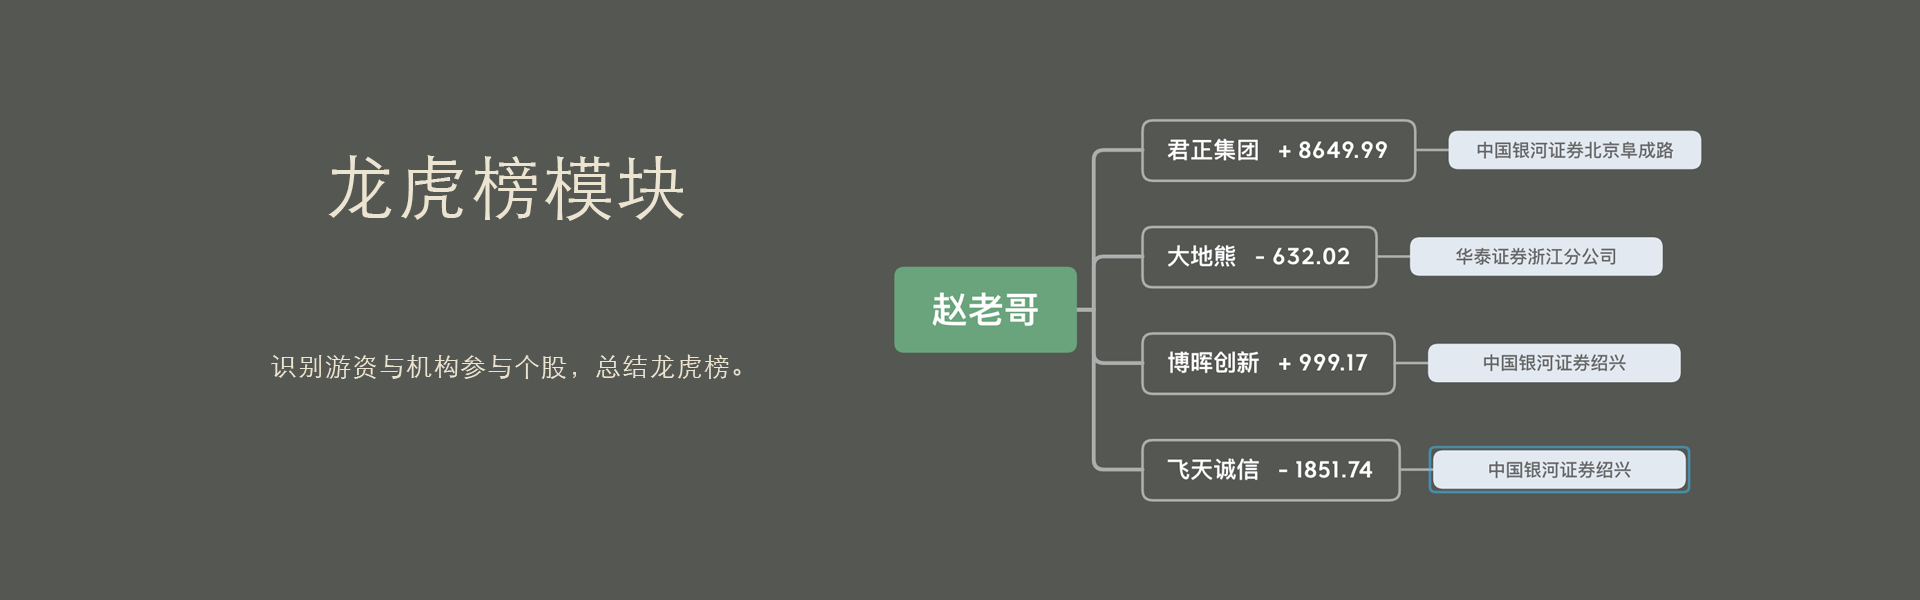 龙虎榜模块
识别游资与机构参与个股，总结龙虎榜。
赵老哥
君正集团 + 8649.99
中国银河证券北京阜成路
大地熊 - 632.02
华泰证券浙江分公司
博晖创新 + 999.17
中国银河证券绍兴
飞天诚信 - 1851.74
中国银河证券绍兴